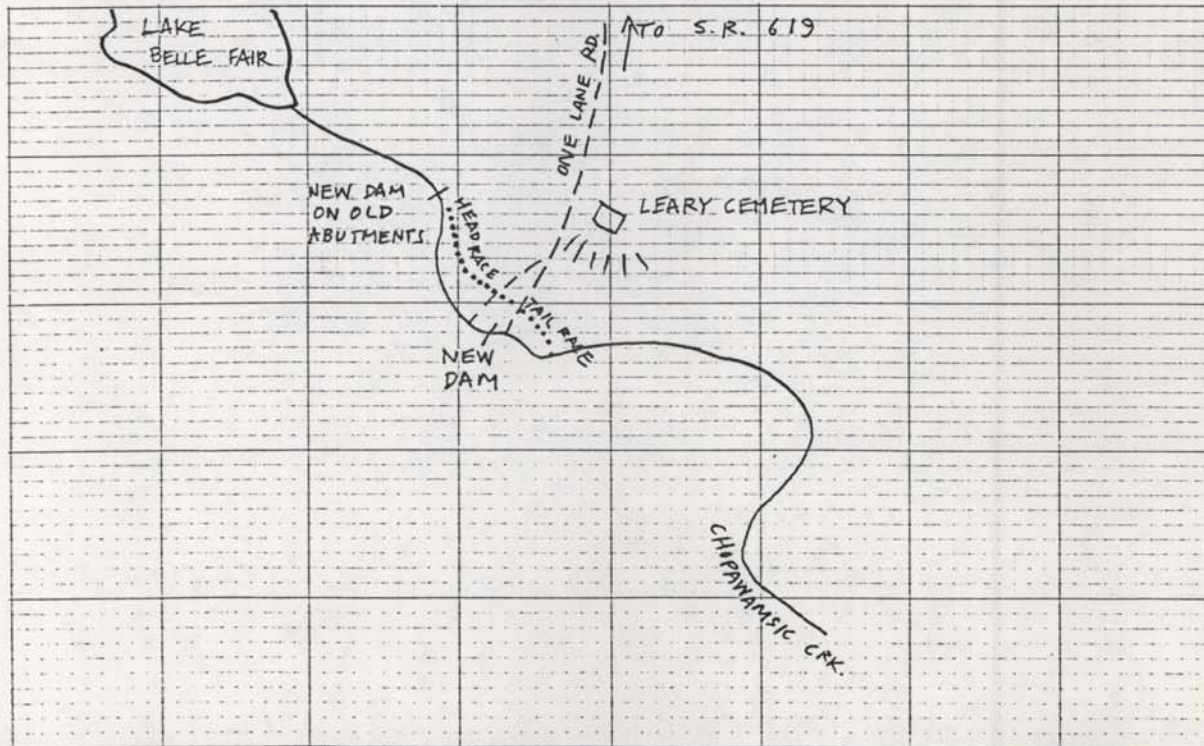 LAKE
BELLE FAIR
TO S.R. 619
ONE LANE RD.
NEW DAM
ON OLD
ABUTMENTS
HEAD RACE
LEARY CEMETERY
TAIL RACE
NEW
DAM
CHOPAWAMSIC CRK.